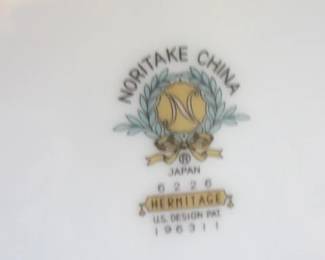 NORITAKE CHINA
N
JAPAN
6226
HERMITAGE
U.S. DESIGN PAT.
196311